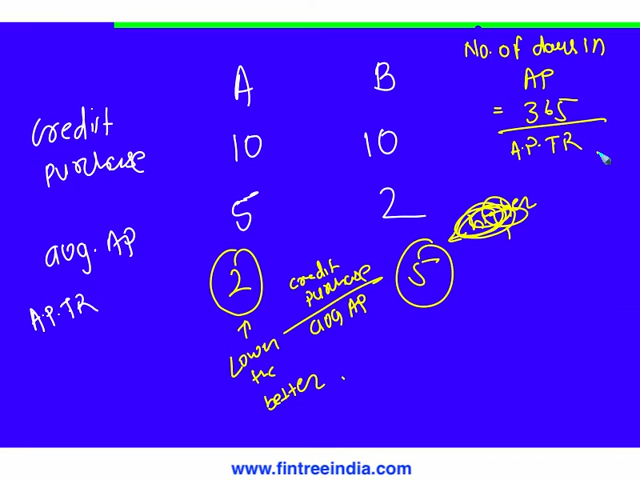 No. of days in
AP
= 365
A.P.TR
A B
Credit
purchase
10 10
5 2
avg. AP
A.P.TR
2 5
credit
purchase
avg AP
Lower
the
better.
www.fintreeindia.com